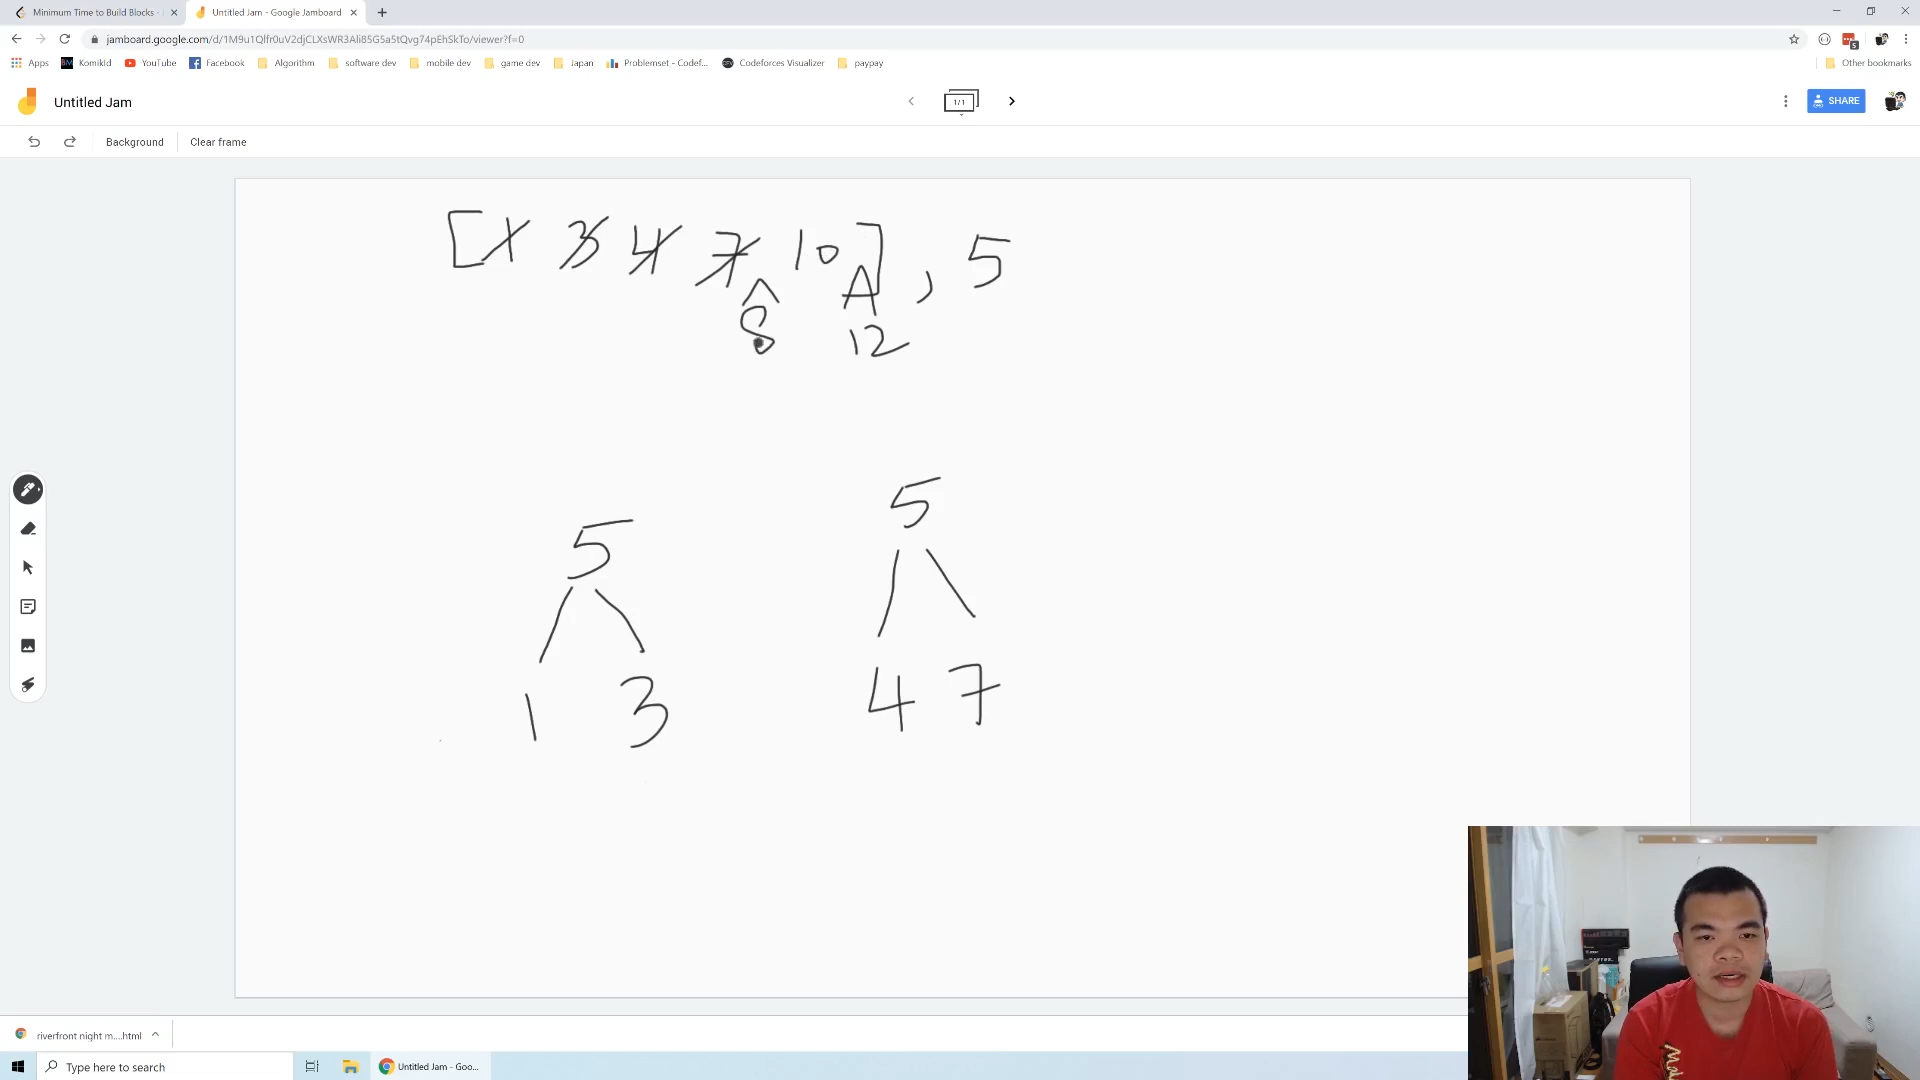 Minimum Time to Build Blocks -
Untitled Jam - Google Jamboard
jamboard.google.com/d/1M9u1Qlfr0uV2djCLXsWR3Ali85G5a5tQvg74pEhSkTo/viewer?f=0
5
Apps KomikId YouTube Facebook Algorithm software dev mobile dev game dev Japan Problemset - Codef... Codeforces Visualizer paypay Other bookmarks
Untitled Jam
1/1
SHARE
Background Clear frame
[1 3 4 7 10], 5
8 12
5 5
1 3 4 7
riverfront night m....html
Type here to search
Untitled Jam - Goo...